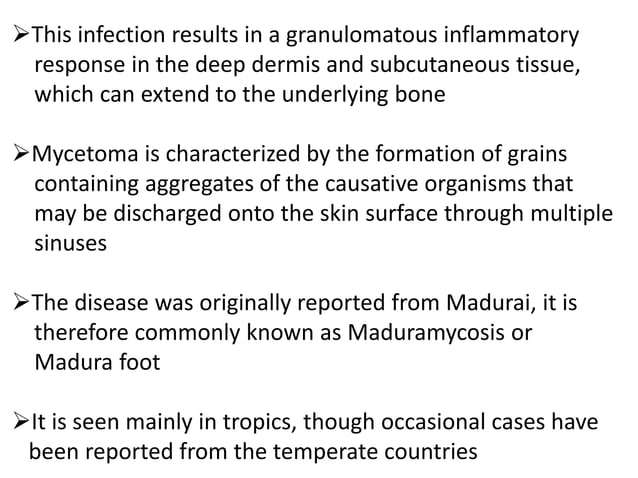 ➢This infection results in a granulomatous inflammatory
response in the deep dermis and subcutaneous tissue,
which can extend to the underlying bone
➢Mycetoma is characterized by the formation of grains
containing aggregates of the causative organisms that
may be discharged onto the skin surface through multiple
sinuses
➢The disease was originally reported from Madurai, it is
therefore commonly known as Maduramycosis or
Madura foot
➢It is seen mainly in tropics, though occasional cases have
been reported from the temperate countries